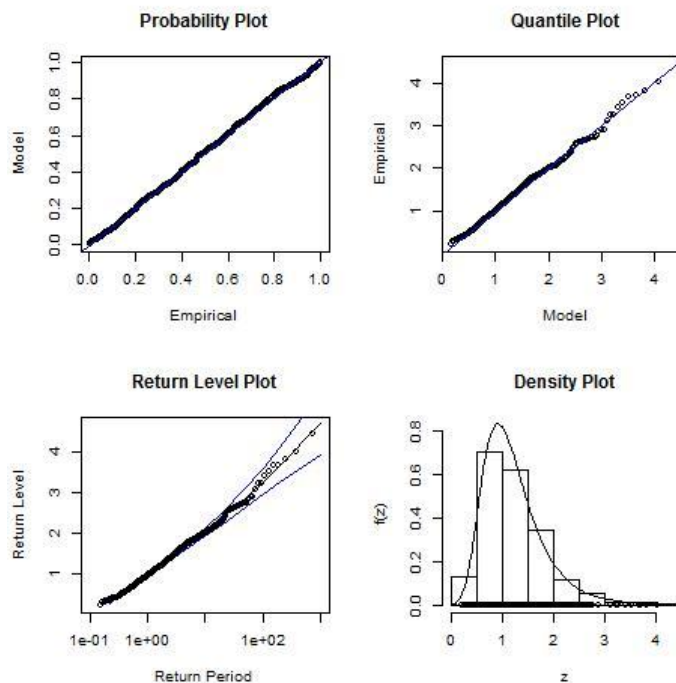 Probability Plot
Model
0.0 0.2 0.4 0.6 0.8 1.0
0.0 0.2 0.4 0.6 0.8 1.0
Empirical
Quantile Plot
Empirical
1 2 3 4
0 1 2 3 4
Model
Return Level Plot
Return Level
1 2 3 4
1e-01 1e+00 1e+02
Return Period
Density Plot
f(z)
0.0 0.2 0.4 0.6 0.8
0 1 2 3 4
z